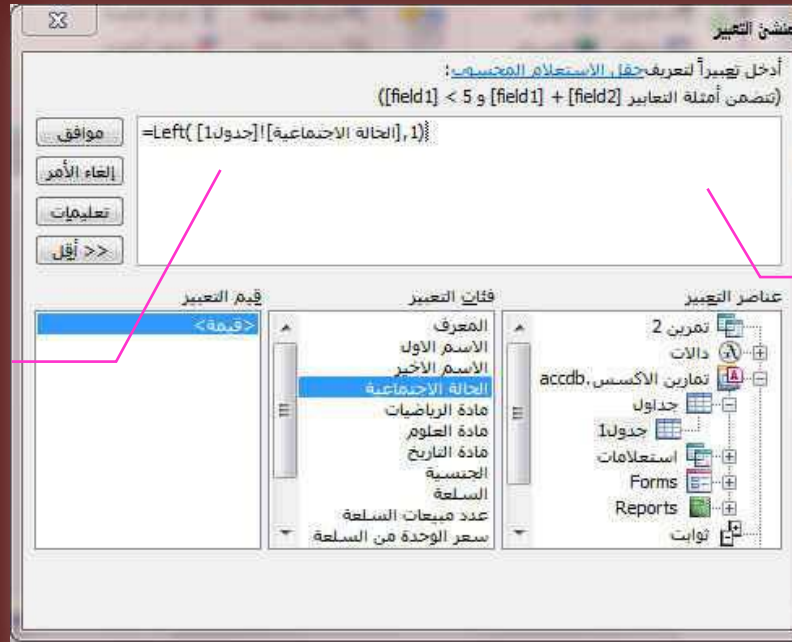 منشئ التعبير
أدخل تعبيراً لتعريف حقل الاستعلام المحسوب:
(تتضمن أمثلة التعابير [field1] + [field2] و [field1] < 5)
=Left( [جدول1]![الحالة الاجتماعية],1)
موافق
إلغاء الأمر
تعليمات
<< أقل
عناصر التعبير
تمرين 2
دالات
تمارين الاكسس.accdb
جداول
جدول1
استعلامات
Forms
Reports
ثوابت
فئات التعبير
المعرف
الاسم الاول
الاسم الاخير
الحالة الاجتماعية
مادة الرياضيات
مادة العلوم
مادة التاريخ
الجنسية
السلعة
عدد مبيعات السلعة
سعر الوحدة من السلعة
قيم التعبير
<قيمة>